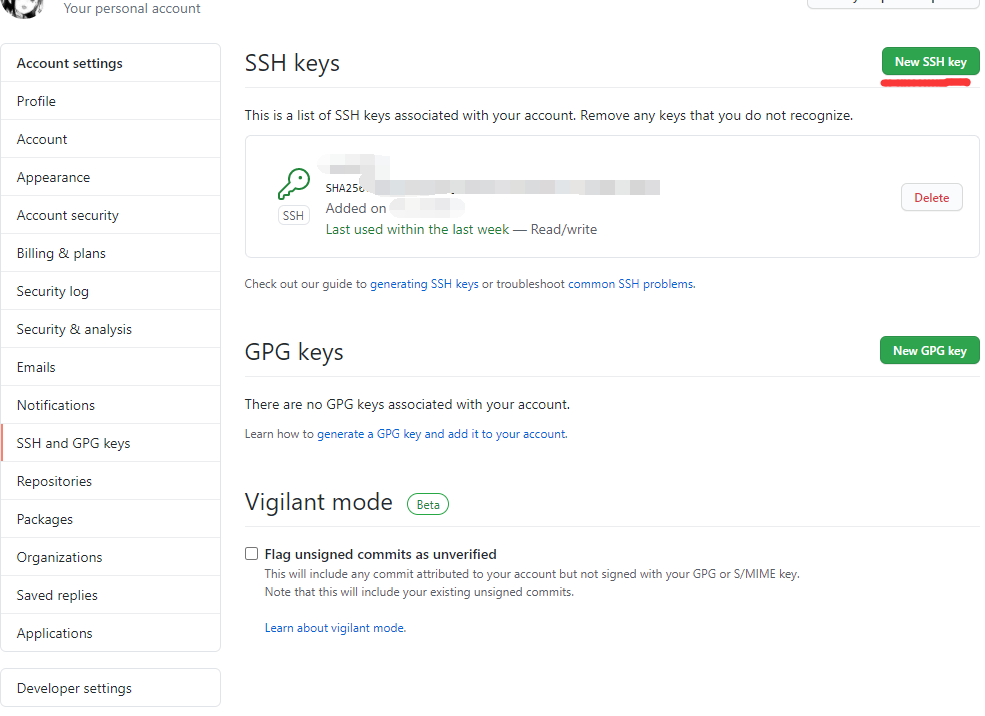 Your personal account
Account settings
Profile
Account
Appearance
Account security
Billing & plans
Security log
Security & analysis
Emails
Notifications
SSH and GPG keys
Repositories
Packages
Organizations
Saved replies
Applications
Developer settings
SSH keys
New SSH key
This is a list of SSH keys associated with your account. Remove any keys that you do not recognize.
SSH
Added on
Last used within the last week — Read/write
Delete
Check out our guide to generating SSH keys or troubleshoot common SSH problems.
GPG keys
New GPG key
There are no GPG keys associated with your account.
Learn how to generate a GPG key and add it to your account.
Vigilant mode
Beta
Flag unsigned commits as unverified
This will include any commit attributed to your account but not signed with your GPG or S/MIME key.
Note that this will include your existing unsigned commits.
Learn about vigilant mode.